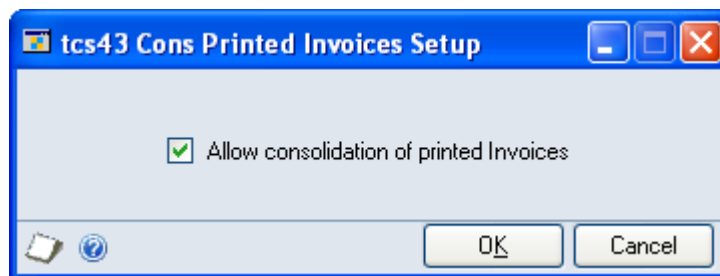 tcs43 Cons Printed Invoices Setup
Allow consolidation of printed Invoices
OK Cancel